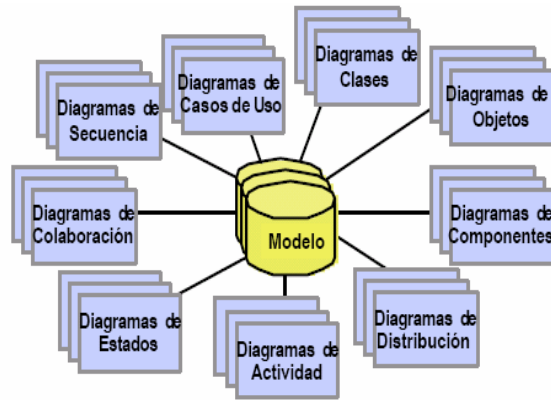 Diagramas de
Casos de Uso
Diagramas de
Clases
Diagramas de
Secuencia
Diagramas de
Objetos
Diagramas de
Colaboración
Modelo
Diagramas de
Componentes
Diagramas de
Estados
Diagramas de
Actividad
Diagramas de
Distribución